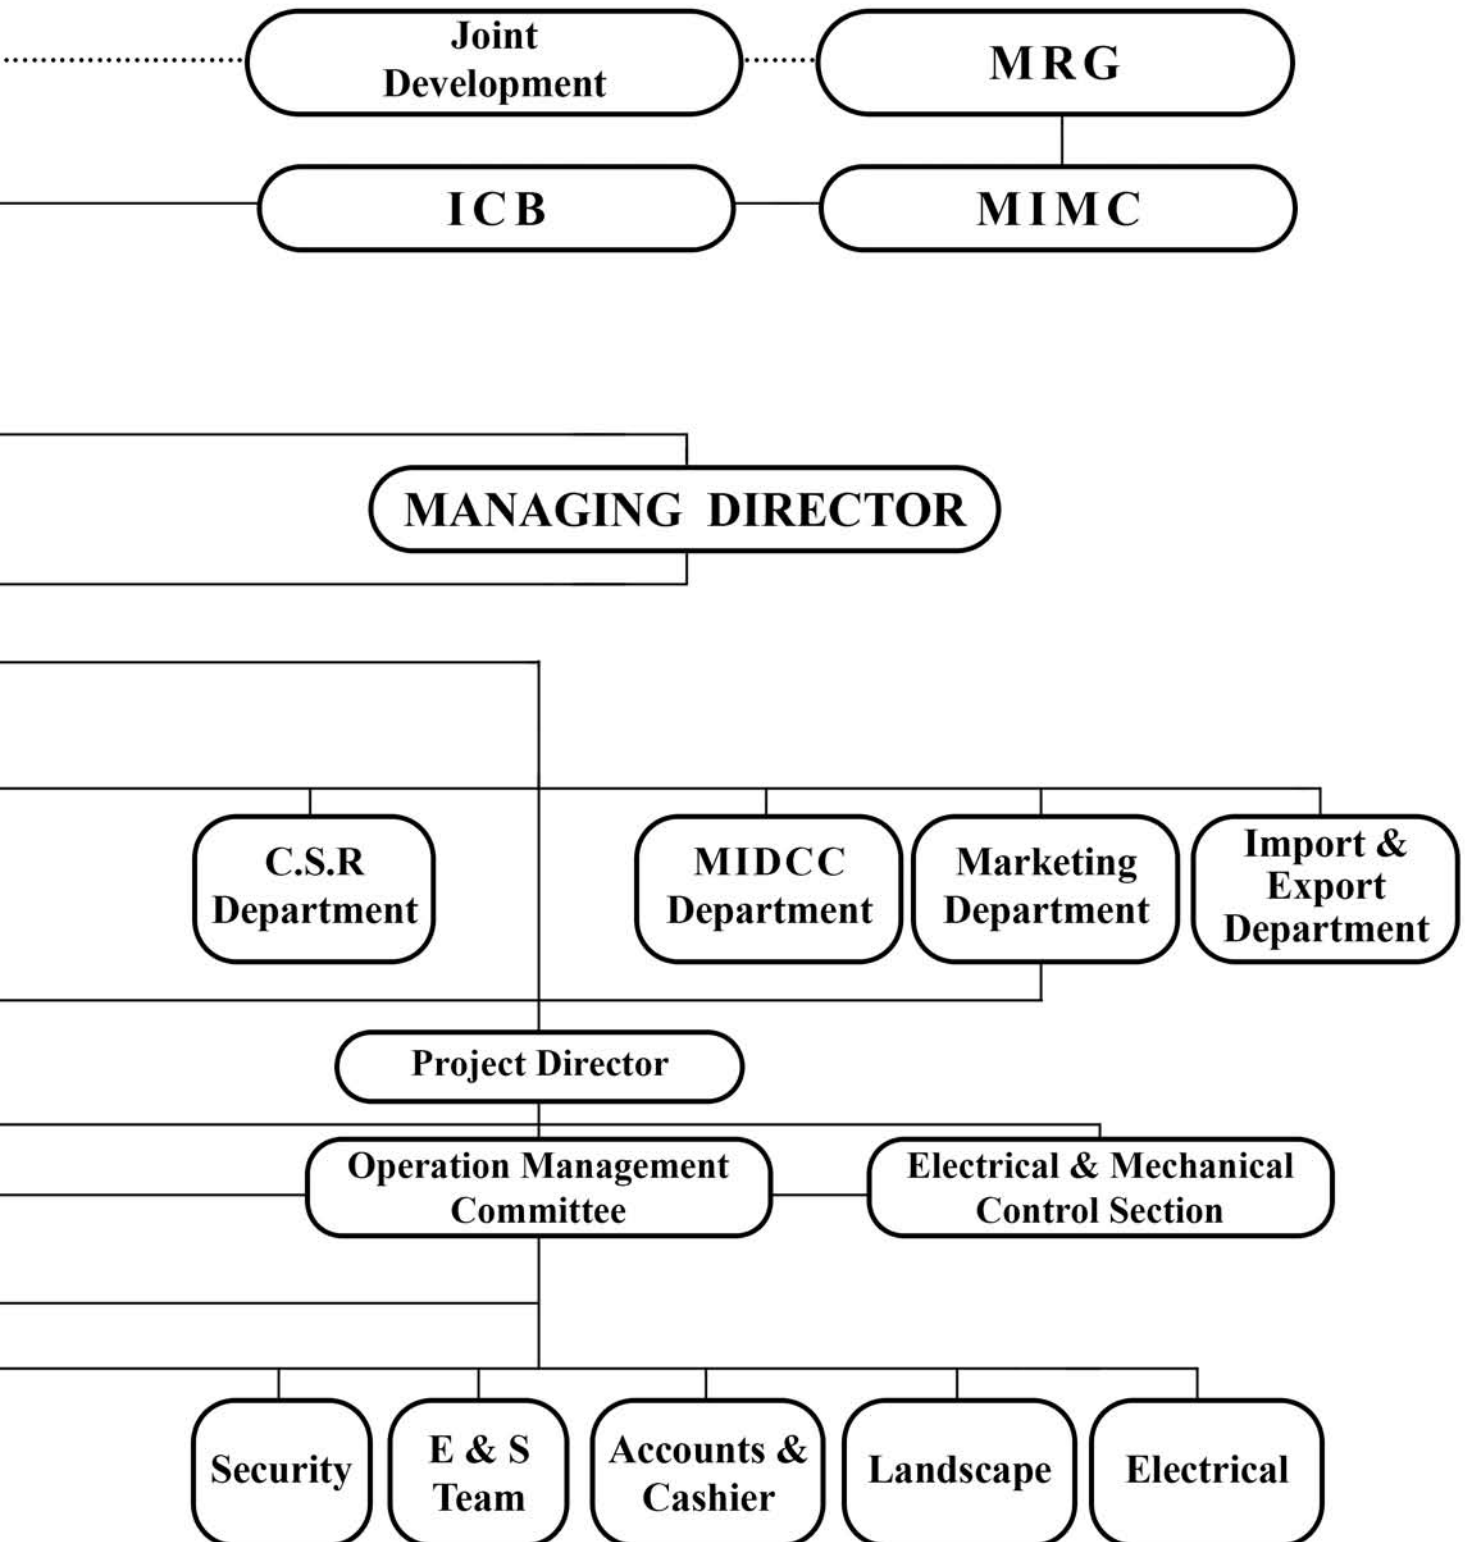 Joint
Development
MRG
ICB
MIMC
MANAGING DIRECTOR
C.S.R
Department
MIDCC
Department
Marketing
Department
Import &
Export
Department
Project Director
Operation Management
Committee
Electrical & Mechanical
Control Section
Security
E & S
Team
Accounts &
Cashier
Landscape
Electrical